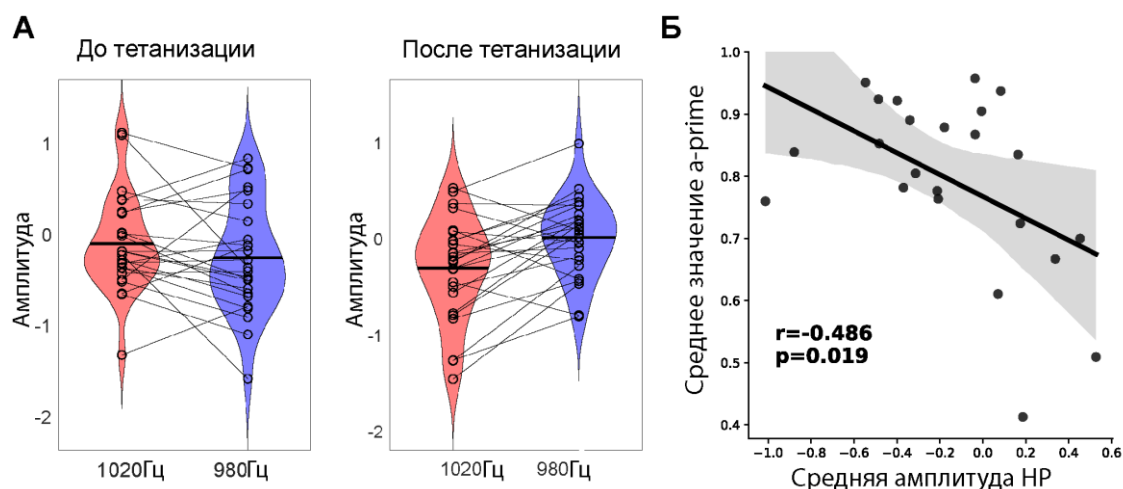 А
До тетанизации
Амплитуда
1
0
-1
-2
1020Гц
980Гц
После тетанизации
Амплитуда
1
0
-1
-2
1020Гц
980Гц
Б
Среднее значение a-prime
1.0
0.9
0.8
0.7
0.6
0.5
0.4
r=-0.486
p=0.019
−1.0 −0.8 −0.6 −0.4 −0.2 0.0 0.2 0.4 0.6
Средняя амплитуда НР